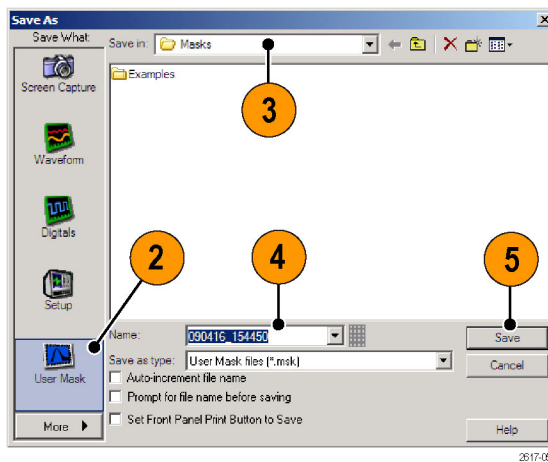 Save As
Save What:
Save in: Masks
Screen Capture
Waveform
Digitals
Setup
User Mask
More
Examples
3
2
4
5
Name: 090416_154450
Save as type: User Mask files (*.msk)
Auto-increment file name
Prompt for file name before saving
Set Front Panel Print Button to Save
Save
Cancel
Help